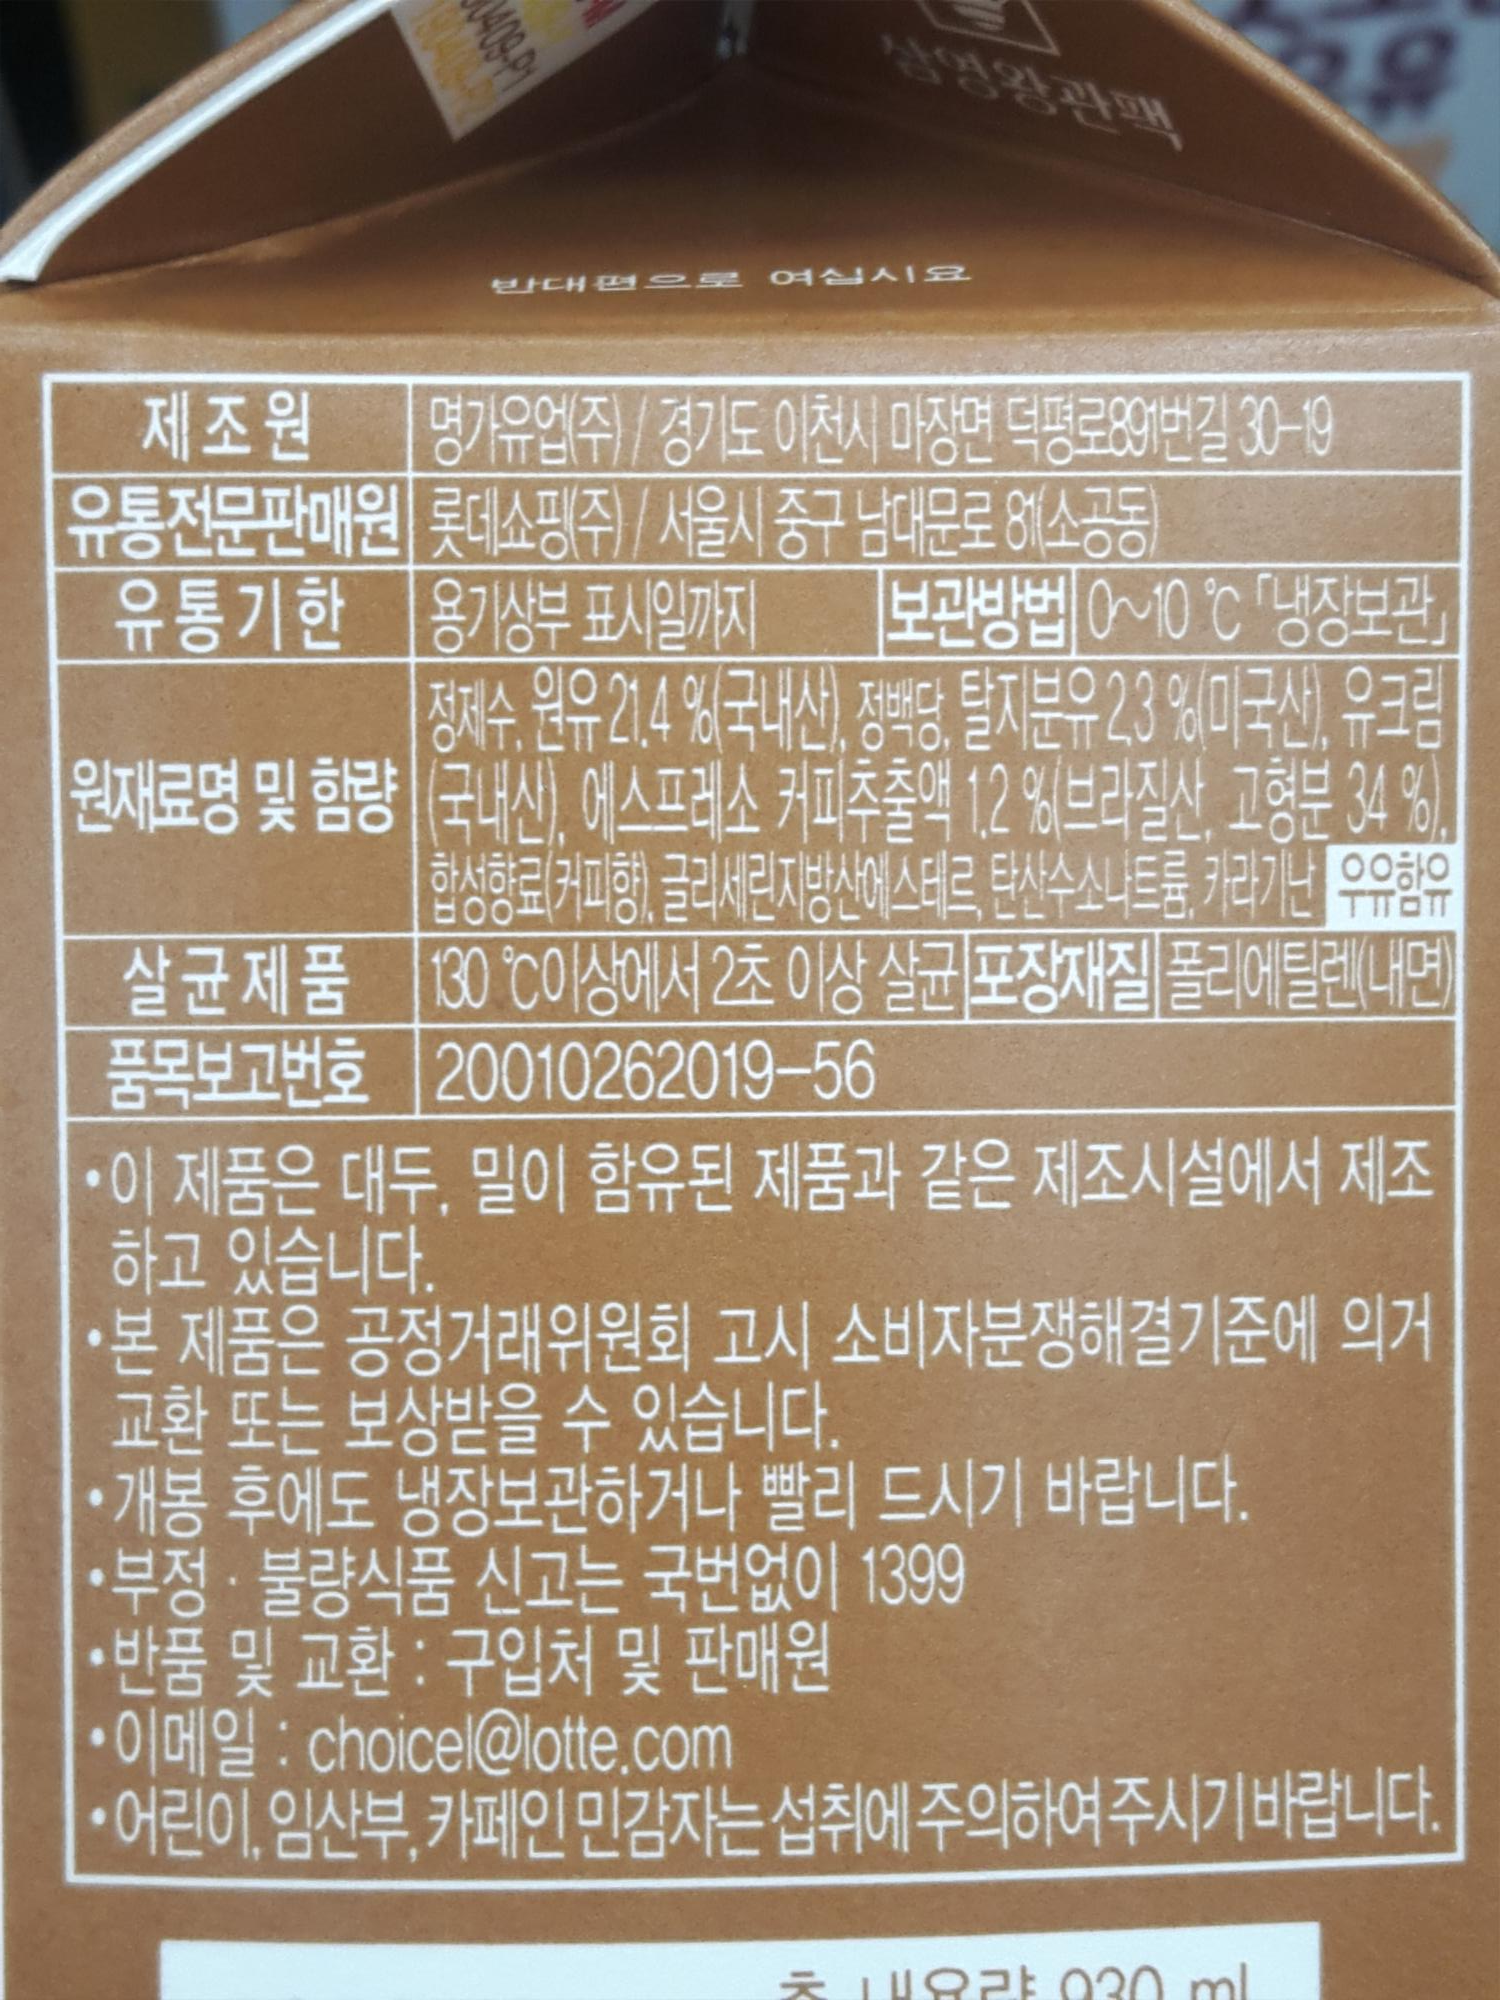 삼영왕관팩
반대편으로 여십시요
제조원 명가유업(주) / 경기도 이천시 마장면 덕평로891번길 30-19
유통전문판매원 롯데쇼핑(주) / 서울시 중구 남대문로 81(소공동)
유통기한 용기상부 표시일까지 보관방법 0~10 ℃ 「냉장보관」
원재료명 및 함량 정제수, 원유 21.4 %(국내산), 정백당, 탈지분유 2.3 %(미국산), 유크림
(국내산), 에스프레소 커피추출액 1.2 %(브라질산, 고형분 34 %),
합성향료(커피향), 글리세린지방산에스테르, 탄산수소나트륨, 카라기난 우유함유
살균제품 130 ℃이상에서 2초 이상 살균 포장재질 폴리에틸렌(내면)
품목보고번호 20010262019-56
•이 제품은 대두, 밀이 함유된 제품과 같은 제조시설에서 제조
하고 있습니다.
•본 제품은 공정거래위원회 고시 소비자분쟁해결기준에 의거
교환 또는 보상받을 수 있습니다.
•개봉 후에도 냉장보관하거나 빨리 드시기 바랍니다.
•부정 · 불량식품 신고는 국번없이 1399
•반품 및 교환 : 구입처 및 판매원
•이메일 : choicel@lotte.com
•어린이, 임산부, 카페인 민감자는 섭취에 주의하여 주시기 바랍니다.
총 내용량 930 ml